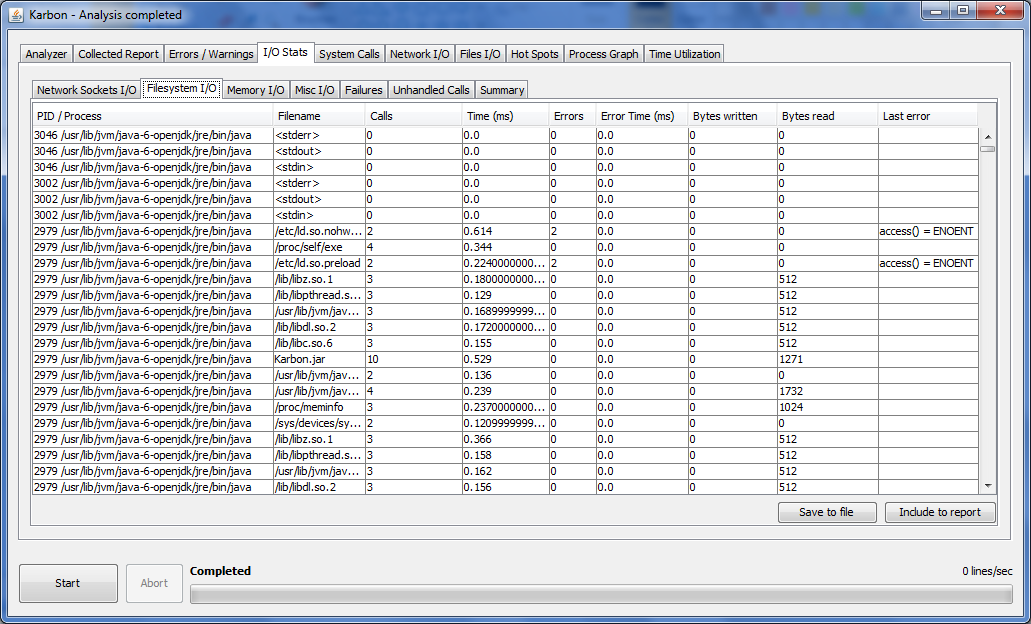 Karbon - Analysis completed
Analyzer Collected Report Errors / Warnings I/O Stats System Calls Network I/O Files I/O Hot Spots Process Graph Time Utilization
Network Sockets I/O Filesystem I/O Memory I/O Misc I/O Failures Unhandled Calls Summary
PID / Process Filename Calls Time (ms) Errors Error Time (ms) Bytes written Bytes read Last error
3046 /usr/lib/jvm/java-6-openjdk/jre/bin/java <stderr> 0 0.0 0 0.0 0 0
3046 /usr/lib/jvm/java-6-openjdk/jre/bin/java <stdout> 0 0.0 0 0.0 0 0
3046 /usr/lib/jvm/java-6-openjdk/jre/bin/java <stdin> 0 0.0 0 0.0 0 0
3002 /usr/lib/jvm/java-6-openjdk/jre/bin/java <stderr> 0 0.0 0 0.0 0 0
3002 /usr/lib/jvm/java-6-openjdk/jre/bin/java <stdout> 0 0.0 0 0.0 0 0
3002 /usr/lib/jvm/java-6-openjdk/jre/bin/java <stdin> 0 0.0 0 0.0 0 0
2979 /usr/lib/jvm/java-6-openjdk/jre/bin/java /etc/ld.so.nohw... 2 0.614 2 0.0 0 0 access() = ENOENT
2979 /usr/lib/jvm/java-6-openjdk/jre/bin/java /proc/self/exe 4 0.344 0 0.0 0 0
2979 /usr/lib/jvm/java-6-openjdk/jre/bin/java /etc/ld.so.preload 2 0.2240000000... 2 0.0 0 0 access() = ENOENT
2979 /usr/lib/jvm/java-6-openjdk/jre/bin/java /lib/libz.so.1 3 0.1800000000... 0 0.0 0 512
2979 /usr/lib/jvm/java-6-openjdk/jre/bin/java /lib/libpthread.s... 3 0.129 0 0.0 0 512
2979 /usr/lib/jvm/java-6-openjdk/jre/bin/java /usr/lib/jvm/jav... 3 0.1689999999... 0 0.0 0 512
2979 /usr/lib/jvm/java-6-openjdk/jre/bin/java /lib/libdl.so.2 3 0.1720000000... 0 0.0 0 512
2979 /usr/lib/jvm/java-6-openjdk/jre/bin/java /lib/libc.so.6 3 0.155 0 0.0 0 512
2979 /usr/lib/jvm/java-6-openjdk/jre/bin/java Karbon.jar 10 0.529 0 0.0 0 1271
2979 /usr/lib/jvm/java-6-openjdk/jre/bin/java /usr/lib/jvm/jav... 2 0.136 0 0.0 0 0
2979 /usr/lib/jvm/java-6-openjdk/jre/bin/java /usr/lib/jvm/jav... 4 0.239 0 0.0 0 1732
2979 /usr/lib/jvm/java-6-openjdk/jre/bin/java /proc/meminfo 3 0.2370000000... 0 0.0 0 1024
2979 /usr/lib/jvm/java-6-openjdk/jre/bin/java /sys/devices/sy... 2 0.1209999999... 0 0.0 0 0
2979 /usr/lib/jvm/java-6-openjdk/jre/bin/java /lib/libz.so.1 3 0.366 0 0.0 0 512
2979 /usr/lib/jvm/java-6-openjdk/jre/bin/java /lib/libpthread.s... 3 0.158 0 0.0 0 512
2979 /usr/lib/jvm/java-6-openjdk/jre/bin/java /usr/lib/jvm/jav... 3 0.162 0 0.0 0 512
2979 /usr/lib/jvm/java-6-openjdk/jre/bin/java /lib/libdl.so.2 3 0.156 0 0.0 0 512
Save to file Include to report
Start Abort Completed 0 lines/sec